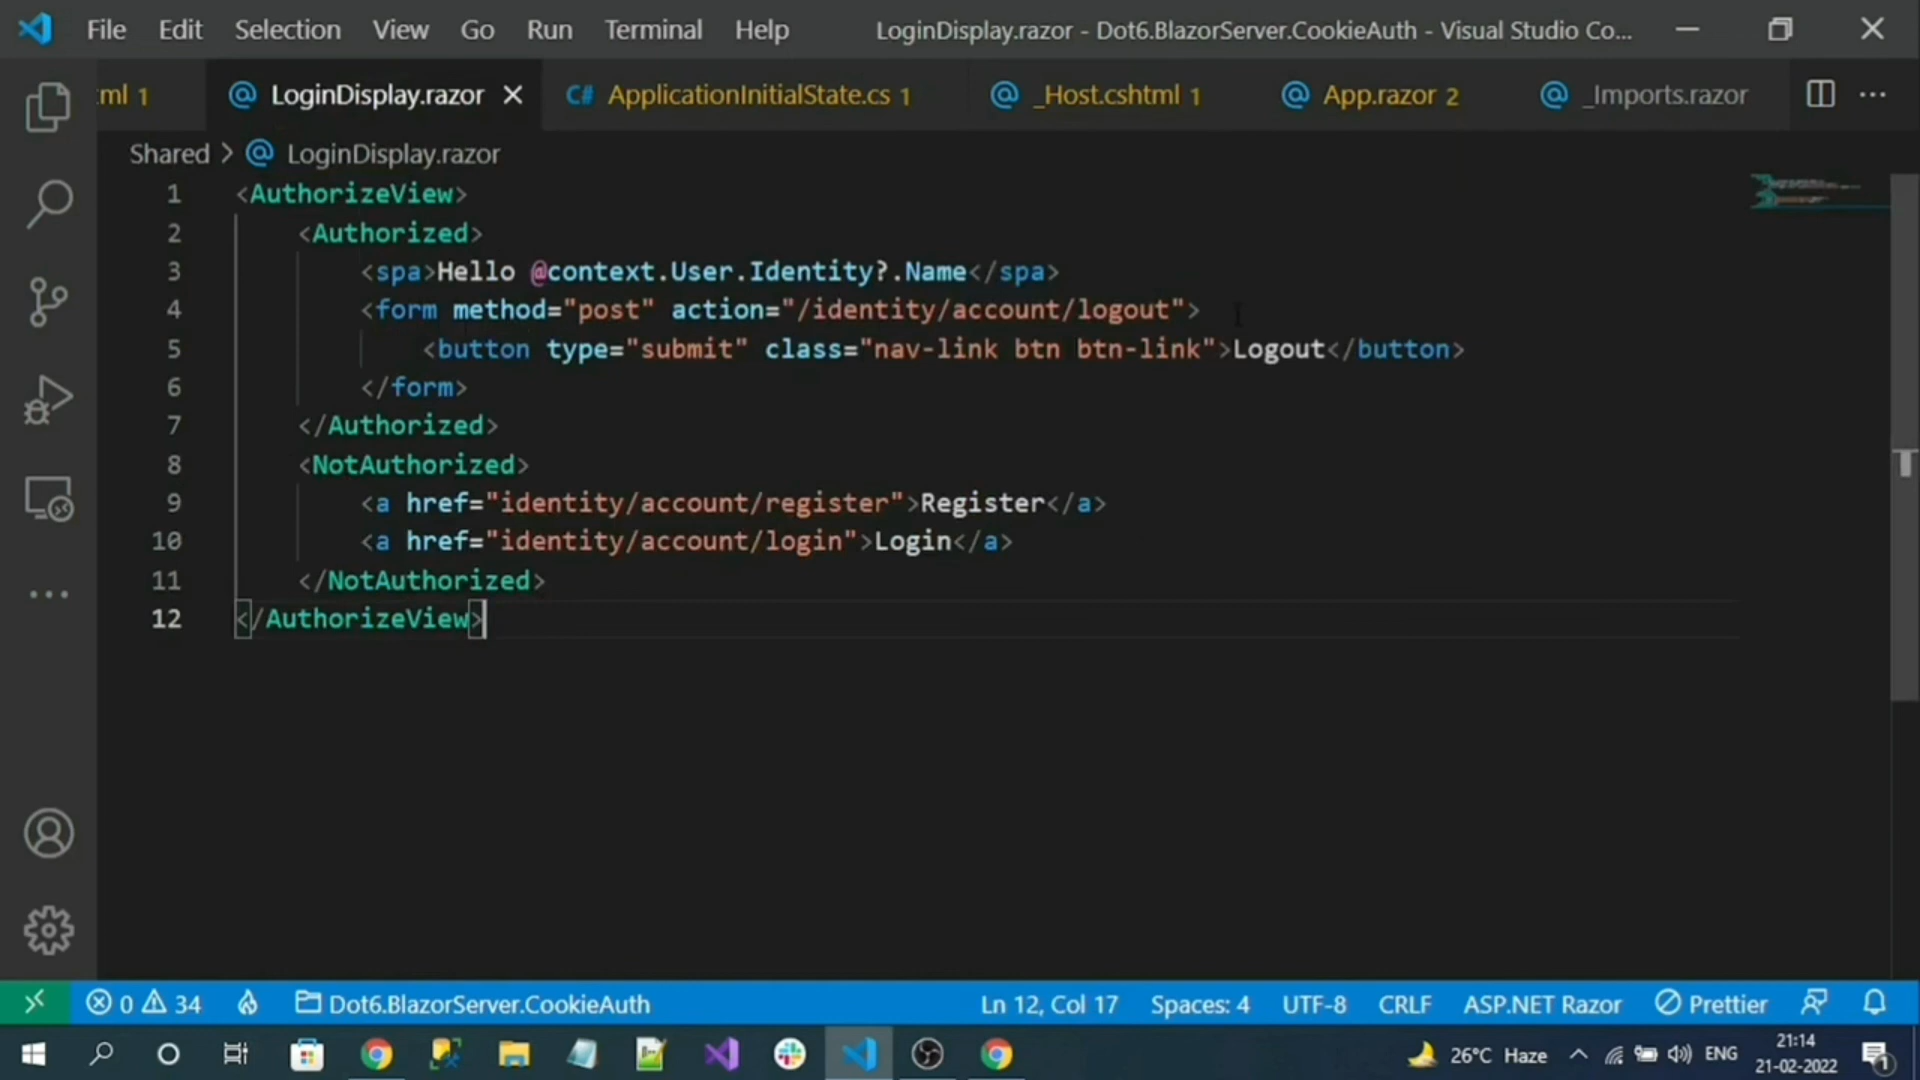 File Edit Selection View Go Run Terminal Help LoginDisplay.razor - Dot6.BlazorServer.CookieAuth - Visual Studio Co...
:ml 1 @ LoginDisplay.razor C# ApplicationInitialState.cs 1 @ _Host.cshtml 1 @ App.razor 2 @ _Imports.razor
Shared > @ LoginDisplay.razor
1 <AuthorizeView>
2 <Authorized>
3 <spa>Hello @context.User.Identity?.Name</spa>
4 <form method="post" action="/identity/account/logout">
5 <button type="submit" class="nav-link btn btn-link">Logout</button>
6 </form>
7 </Authorized>
8 <NotAuthorized>
9 <a href="identity/account/register">Register</a>
10 <a href="identity/account/login">Login</a>
11 </NotAuthorized>
12 </AuthorizeView>
0 34 Dot6.BlazorServer.CookieAuth Ln 12, Col 17 Spaces: 4 UTF-8 CRLF ASP.NET Razor Prettier
26°C Haze ENG 21:14
21-02-2022 1